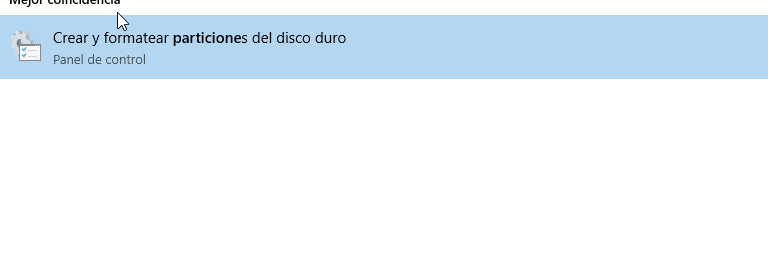 Mejor coincidencia
Crear y formatear particiones del disco duro
Panel de control